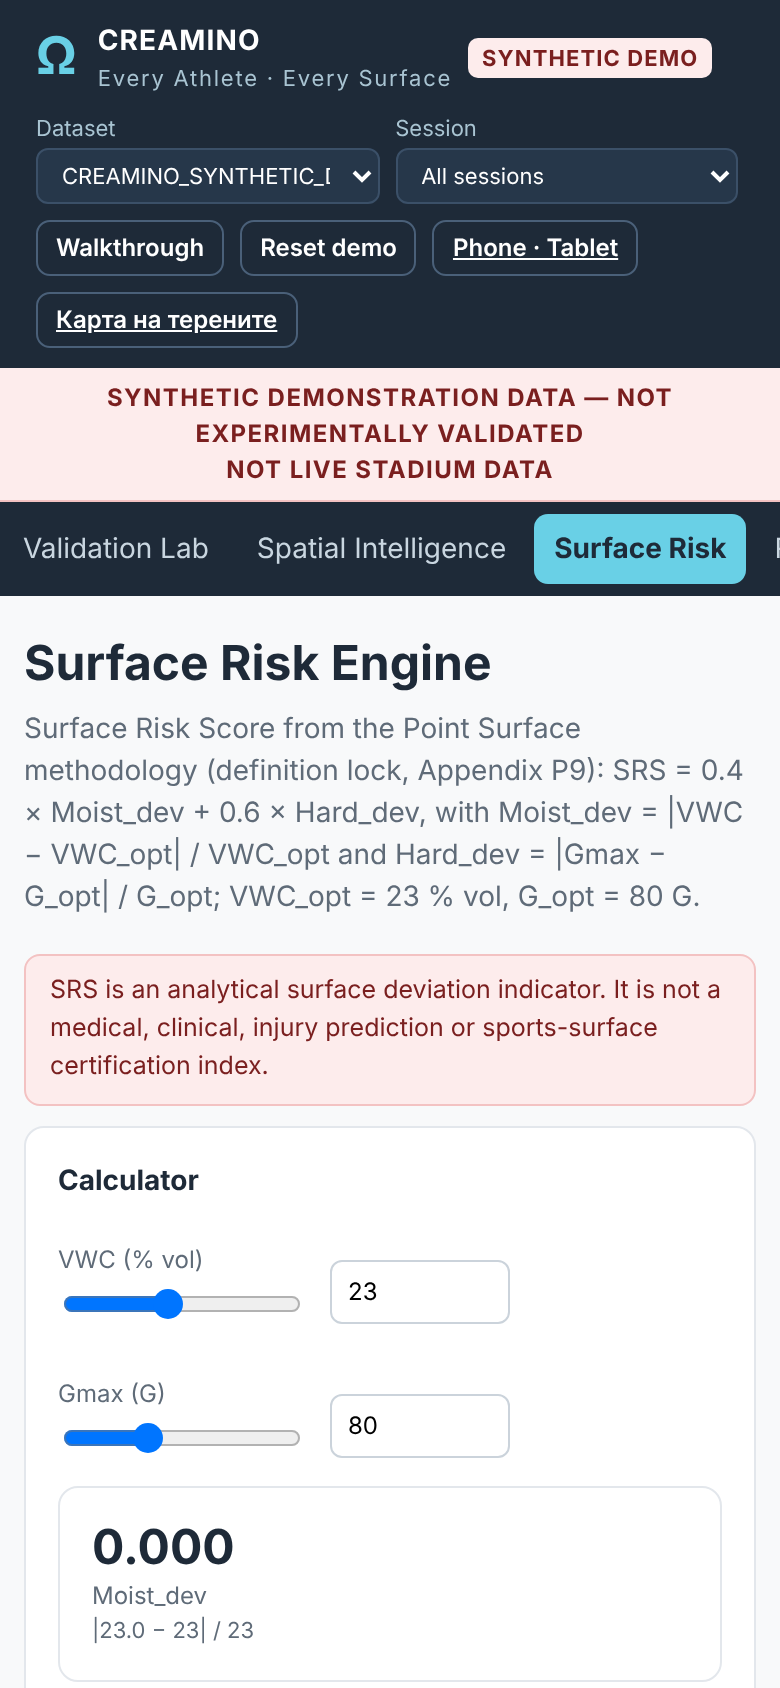 Ω
CREAMINO
Every Athlete · Every Surface
SYNTHETIC DEMO
Dataset
Session
CREAMINO_SYNTHETIC_
All sessions
Walkthrough
Reset demo
Phone · Tablet
Карта на терените
SYNTHETIC DEMONSTRATION DATA — NOT
EXPERIMENTALLY VALIDATED
NOT LIVE STADIUM DATA
Validation Lab
Spatial Intelligence
Surface Risk
Surface Risk Engine
Surface Risk Score from the Point Surface
methodology (definition lock, Appendix P9): SRS = 0.4
× Moist_dev + 0.6 × Hard_dev, with Moist_dev = |VWC
− VWC_opt| / VWC_opt and Hard_dev = |Gmax −
G_opt| / G_opt; VWC_opt = 23 % vol, G_opt = 80 G.
SRS is an analytical surface deviation indicator. It is not a
medical, clinical, injury prediction or sports-surface
certification index.
Calculator
VWC (% vol)
23
Gmax (G)
80
0.000
Moist_dev
|23.0 − 23| / 23